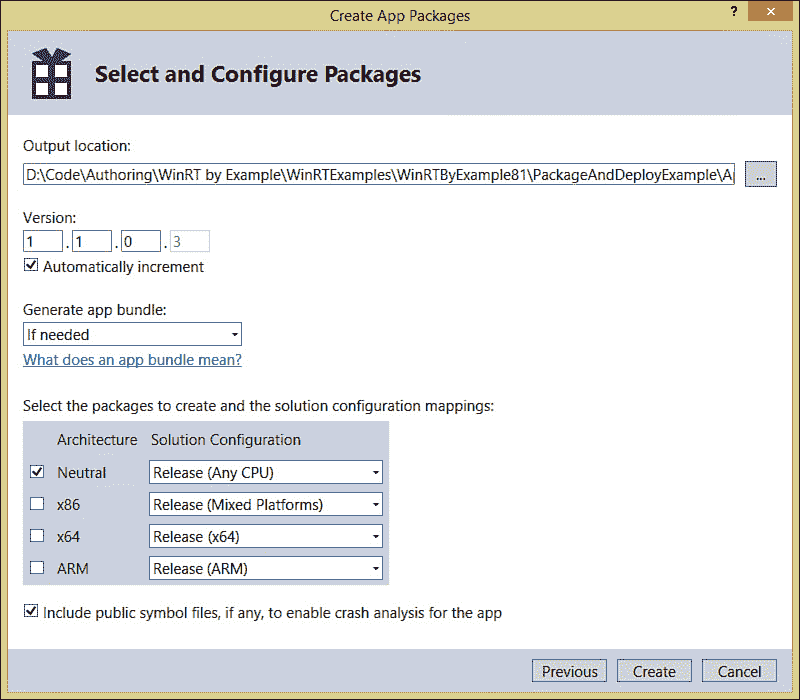 Create App Packages
?
Select and Configure Packages
Output location:
D:\Code\Authoring\WinRT by Example\WinRTExamples\WinRTByExample81\PackageAndDeployExample\A
...
Version:
1 . 1 . 0 . 3
Automatically increment
Generate app bundle:
If needed
What does an app bundle mean?
Select the packages to create and the solution configuration mappings:
Architecture Solution Configuration
Neutral Release (Any CPU)
x86 Release (Mixed Platforms)
x64 Release (x64)
ARM Release (ARM)
Include public symbol files, if any, to enable crash analysis for the app
Previous Create Cancel